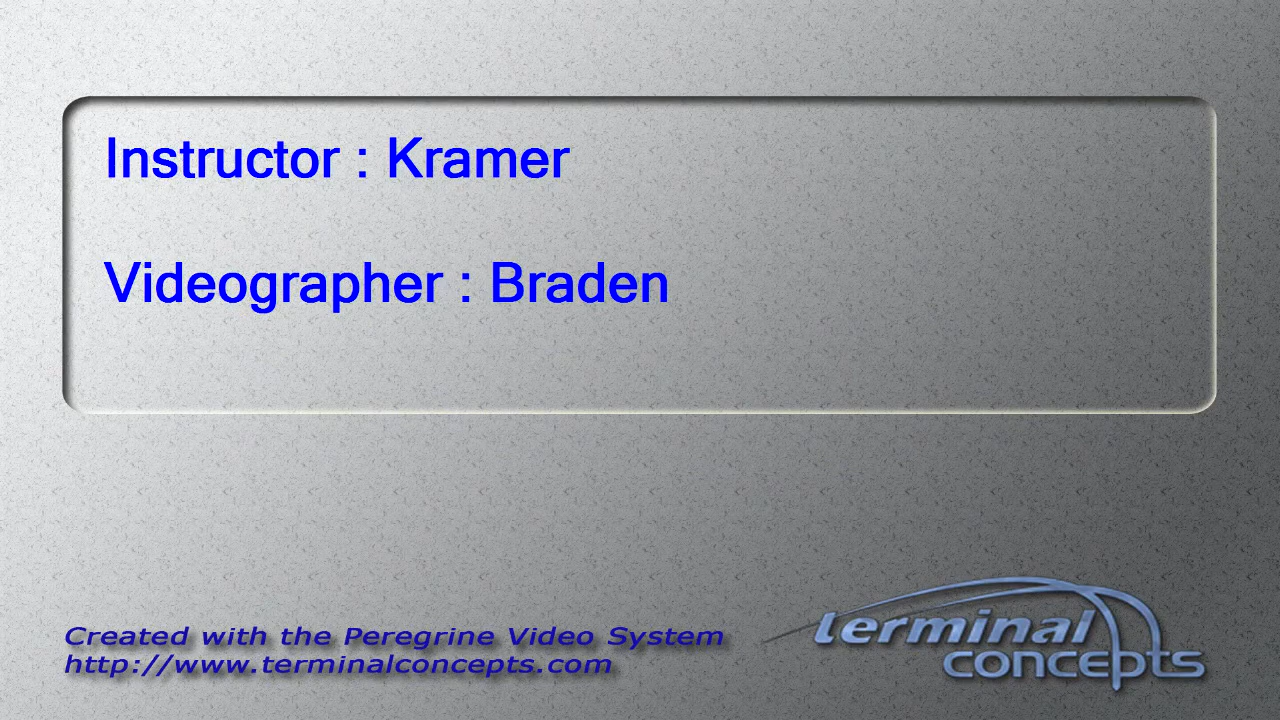 Instructor : Kramer
Videographer : Braden
Created with the Peregrine Video System
http://www.terminalconcepts.com
terminal
concepts